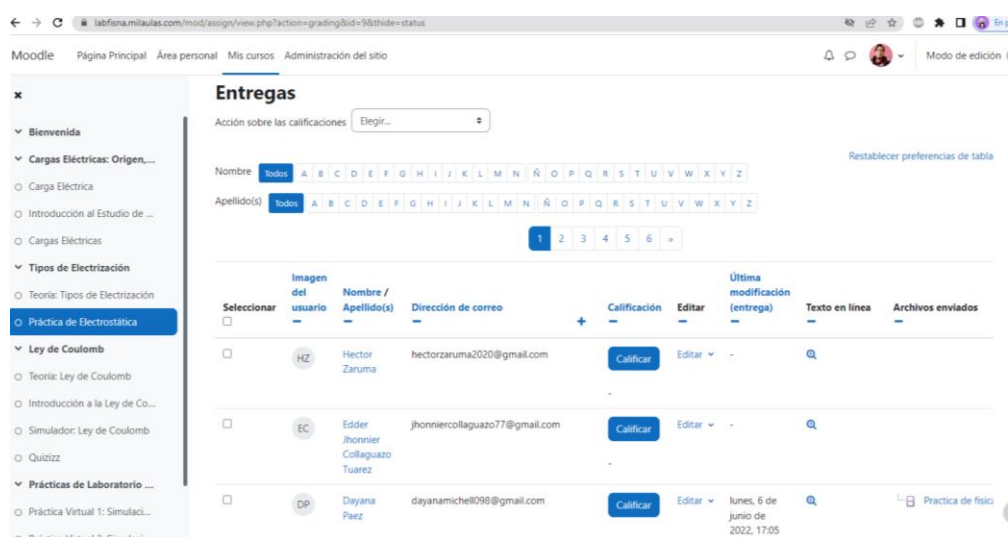 labfisna.milaulas.com/mod/assign/view.php?action=grading&id=9&thide=status
En p
Moodle Página Principal Área personal Mis cursos Administración del sitio
Modo de edición
Bienvenida
Cargas Eléctricas: Origen,...
Carga Eléctrica
Introducción al Estudio de ...
Cargas Eléctricas
Tipos de Electrización
Teoría: Tipos de Electrización
Práctica de Electrostática
Ley de Coulomb
Teoría: Ley de Coulomb
Introducción a la Ley de Co...
Simulador: Ley de Coulomb
Quizizz
Prácticas de Laboratorio ...
Práctica Virtual 1: Simulaci...
Entregas
Acción sobre las calificaciones Elegir...
Restablecer preferencias de tabla
Nombre Todos A B C D E F G H I J K L M N Ñ O P Q R S T U V W X Y Z
Apellido(s) Todos A B C D E F G H I J K L M N Ñ O P Q R S T U V W X Y Z
1 2 3 4 5 6 »
Seleccionar
Imagen
del
usuario
Nombre /
Apellido(s)
Dirección de correo
Calificación
Editar
Última
modificación
(entrega)
Texto en línea
Archivos enviados
HZ
Hector
Zaruma
hectorzaruma2020@gmail.com
Calificar
-
Editar
-
EC
Edder
Jhonnier
Collaguazo
Tuarez
jhonniercollaguazo77@gmail.com
Calificar
-
Editar
-
DP
Dayana
Paez
dayanamichell098@gmail.com
Calificar
Editar
lunes, 6 de
junio de
2022, 17:05
Practica de física